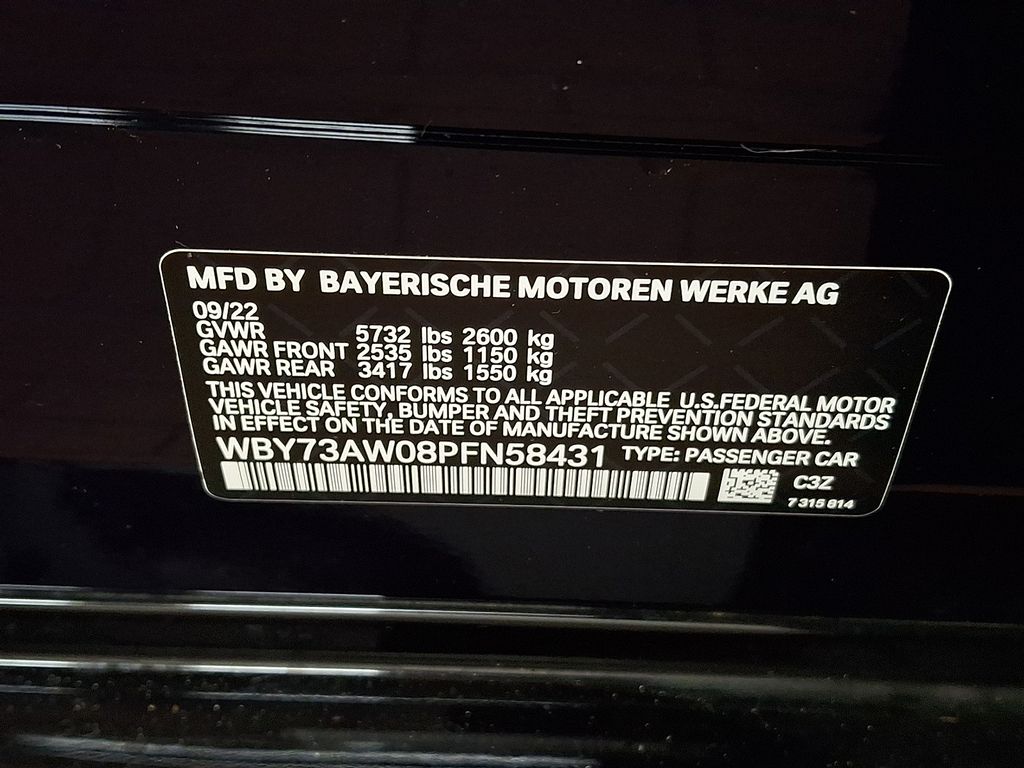 MFD BY BAYERISCHE MOTOREN WERKE AG
09/22
GVWR 5732 lbs 2600 kg
GAWR FRONT 2535 lbs 1150 kg
GAWR REAR 3417 lbs 1550 kg
THIS VEHICLE CONFORMS TO ALL APPLICABLE U.S.FEDERAL MOTOR
VEHICLE SAFETY, BUMPER AND THEFT PREVENTION STANDARDS
IN EFFECT ON THE DATE OF MANUFACTURE SHOWN ABOVE.
WBY73AW08PFN58431 TYPE: PASSENGER CAR
C3Z
7 315 814